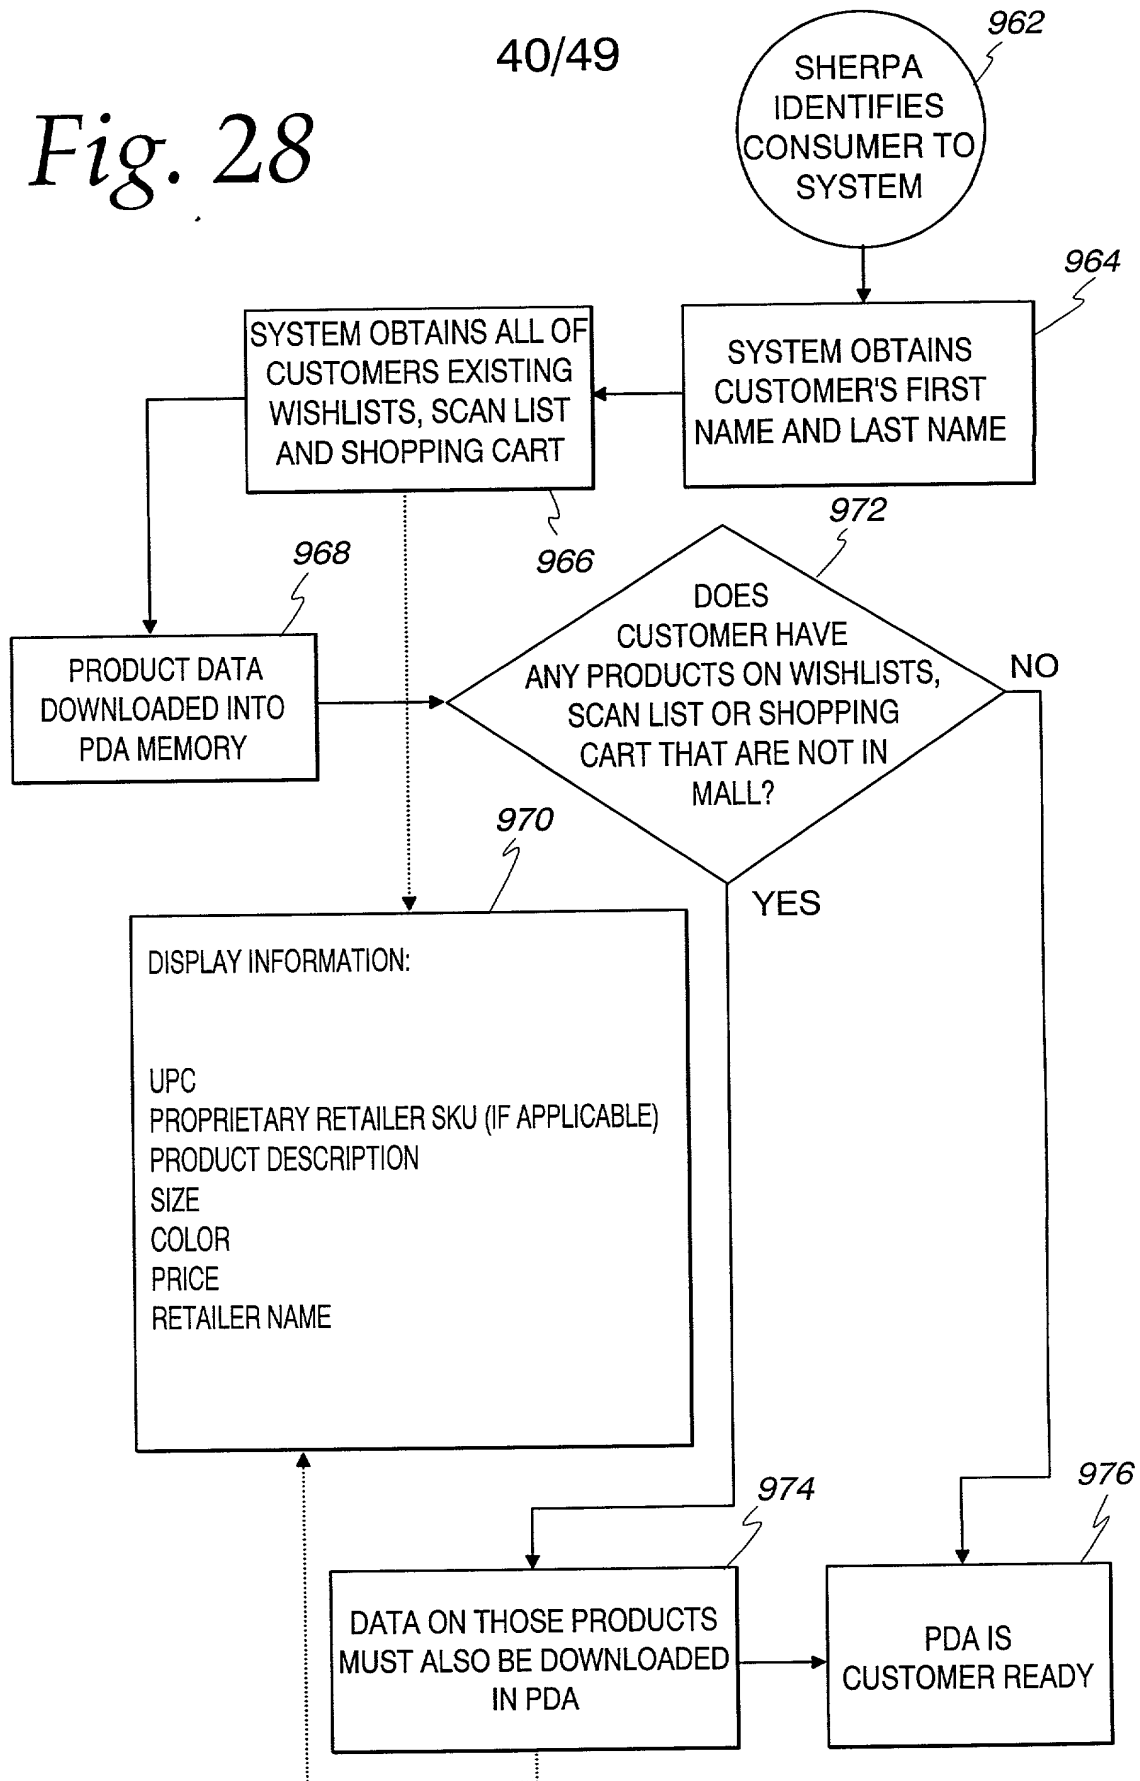 40/49
Fig. 28
962
SHERPA
IDENTIFIES
CONSUMER TO
SYSTEM
964
SYSTEM OBTAINS
CUSTOMER'S FIRST
NAME AND LAST NAME
SYSTEM OBTAINS ALL OF
CUSTOMERS EXISTING
WISHLISTS, SCAN LIST
AND SHOPPING CART
966
968
PRODUCT DATA
DOWNLOADED INTO
PDA MEMORY
972
DOES
CUSTOMER HAVE
ANY PRODUCTS ON WISHLISTS,
SCAN LIST OR SHOPPING
CART THAT ARE NOT IN
MALL?
NO
YES
970
DISPLAY INFORMATION:
UPC
PROPRIETARY RETAILER SKU (IF APPLICABLE)
PRODUCT DESCRIPTION
SIZE
COLOR
PRICE
RETAILER NAME
974
DATA ON THOSE PRODUCTS
MUST ALSO BE DOWNLOADED
IN PDA
976
PDA IS
CUSTOMER READY